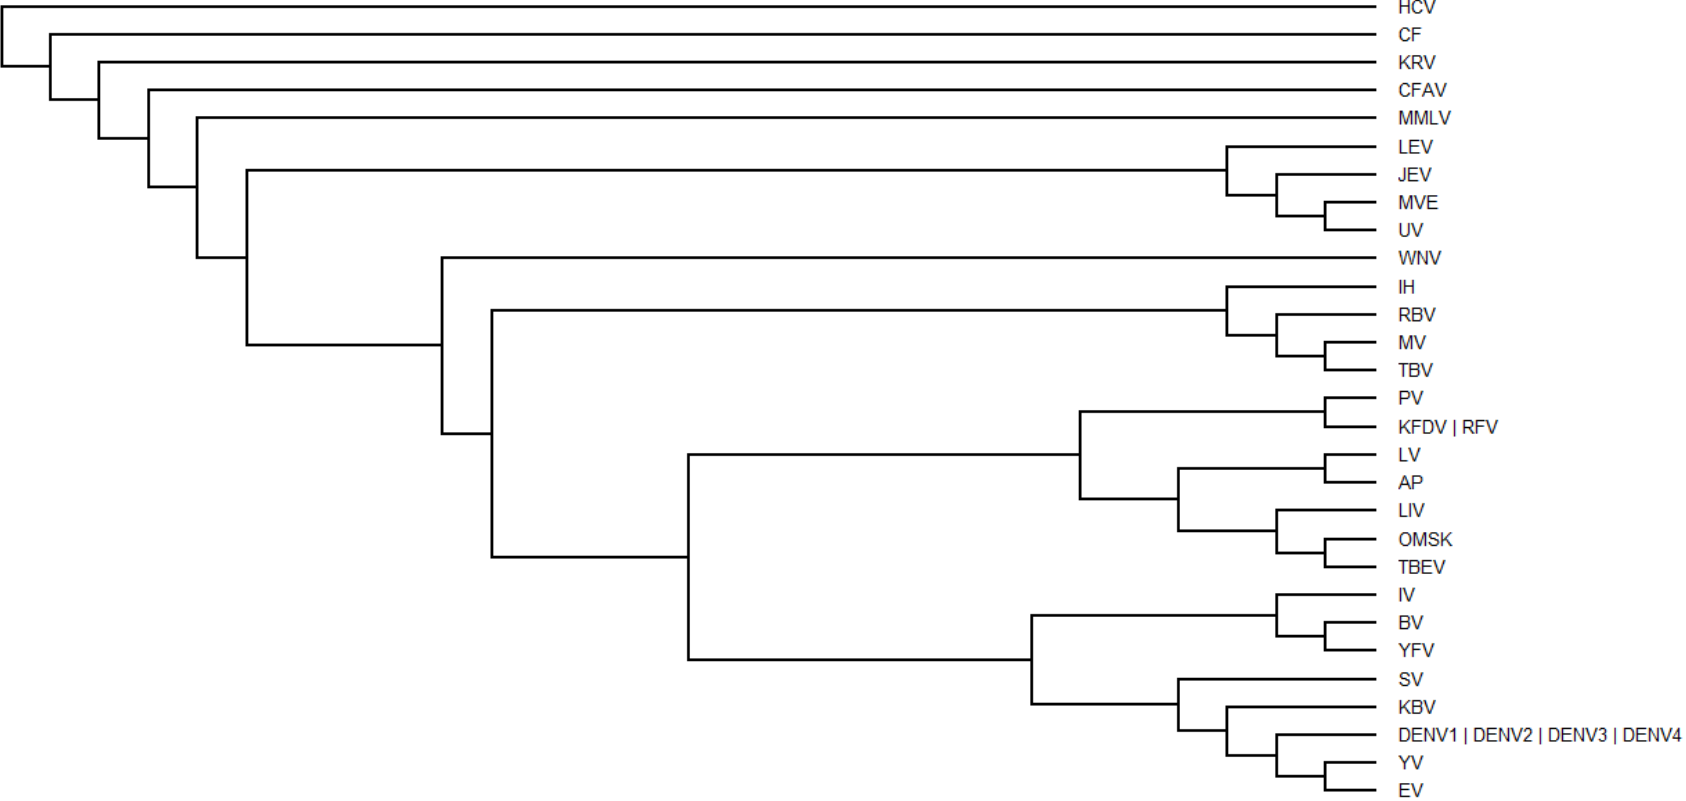 HCV
CF
KRV
CFAV
MMLV
LEV
JEV
MVE
UV
WNV
IH
RBV
MV
TBV
PV
KFDV | RFV
LV
AP
LIV
OMSK
TBEV
IV
BV
YFV
SV
KBV
DENV1 | DENV2 | DENV3 | DENV4
YV
EV